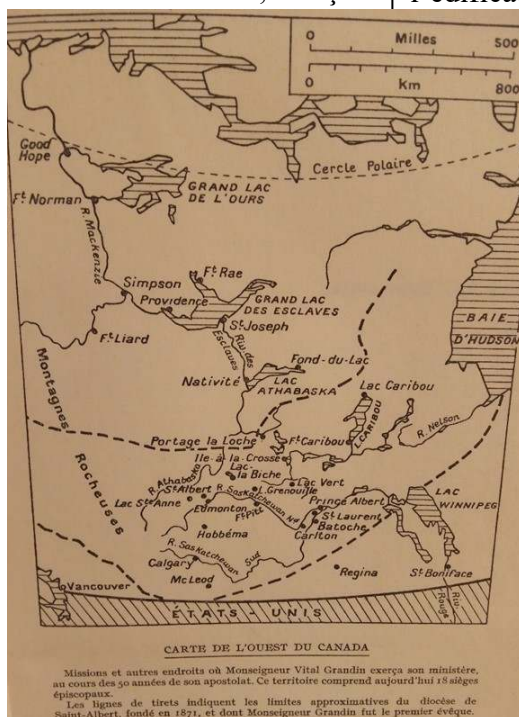 Milles
0 500
0 800
km
Cercle Polaire
Good
Hope
GRAND LAC
DE L'OURS
Ft. Norman
R. Mackenzie
Ft. Rae
Simpson
Providence
GRAND LAC
DES ESCLAVES
St. Joseph
Ft. Liard
Riv. des
Esclaves
BAIE
D'HUDSON
Fond-du-Lac
Nativité
LAC
ATHABASKA
Lac Caribou
Montagnes
Rocheuses
Portage la Loche
Ft. Caribou
L. CARIBOU
R. Nelson
Ile-à-la-Crosse
Lac-
la Biche
R. Athabaska
St. Albert
Lac Ste Anne
L. Grenouille
Lac Vert
Edmonton
R. Saskatchewan Nd
Ft. Pitt
Prince Albert
St. Laurent
Batoche
Carlton
LAC
WINNIPEG
Hobbéma
R. Saskatchewan Sud
Calgary
McLeod
Regina
St. Boniface
Vancouver
Riv.
Rouge
ÉTATS - UNIS
CARTE DE L'OUEST DU CANADA
Missions et autres endroits où Monseigneur Vital Grandin exerça son ministère,
au cours des 50 années de son apostolat. Ce territoire comprend aujourd'hui 18 sièges
épiscopaux.
Les lignes de tirets indiquent les limites approximatives du diocèse de
Saint-Albert, fondé en 1871, et dont Monseigneur Grandin fut le premier évêque.